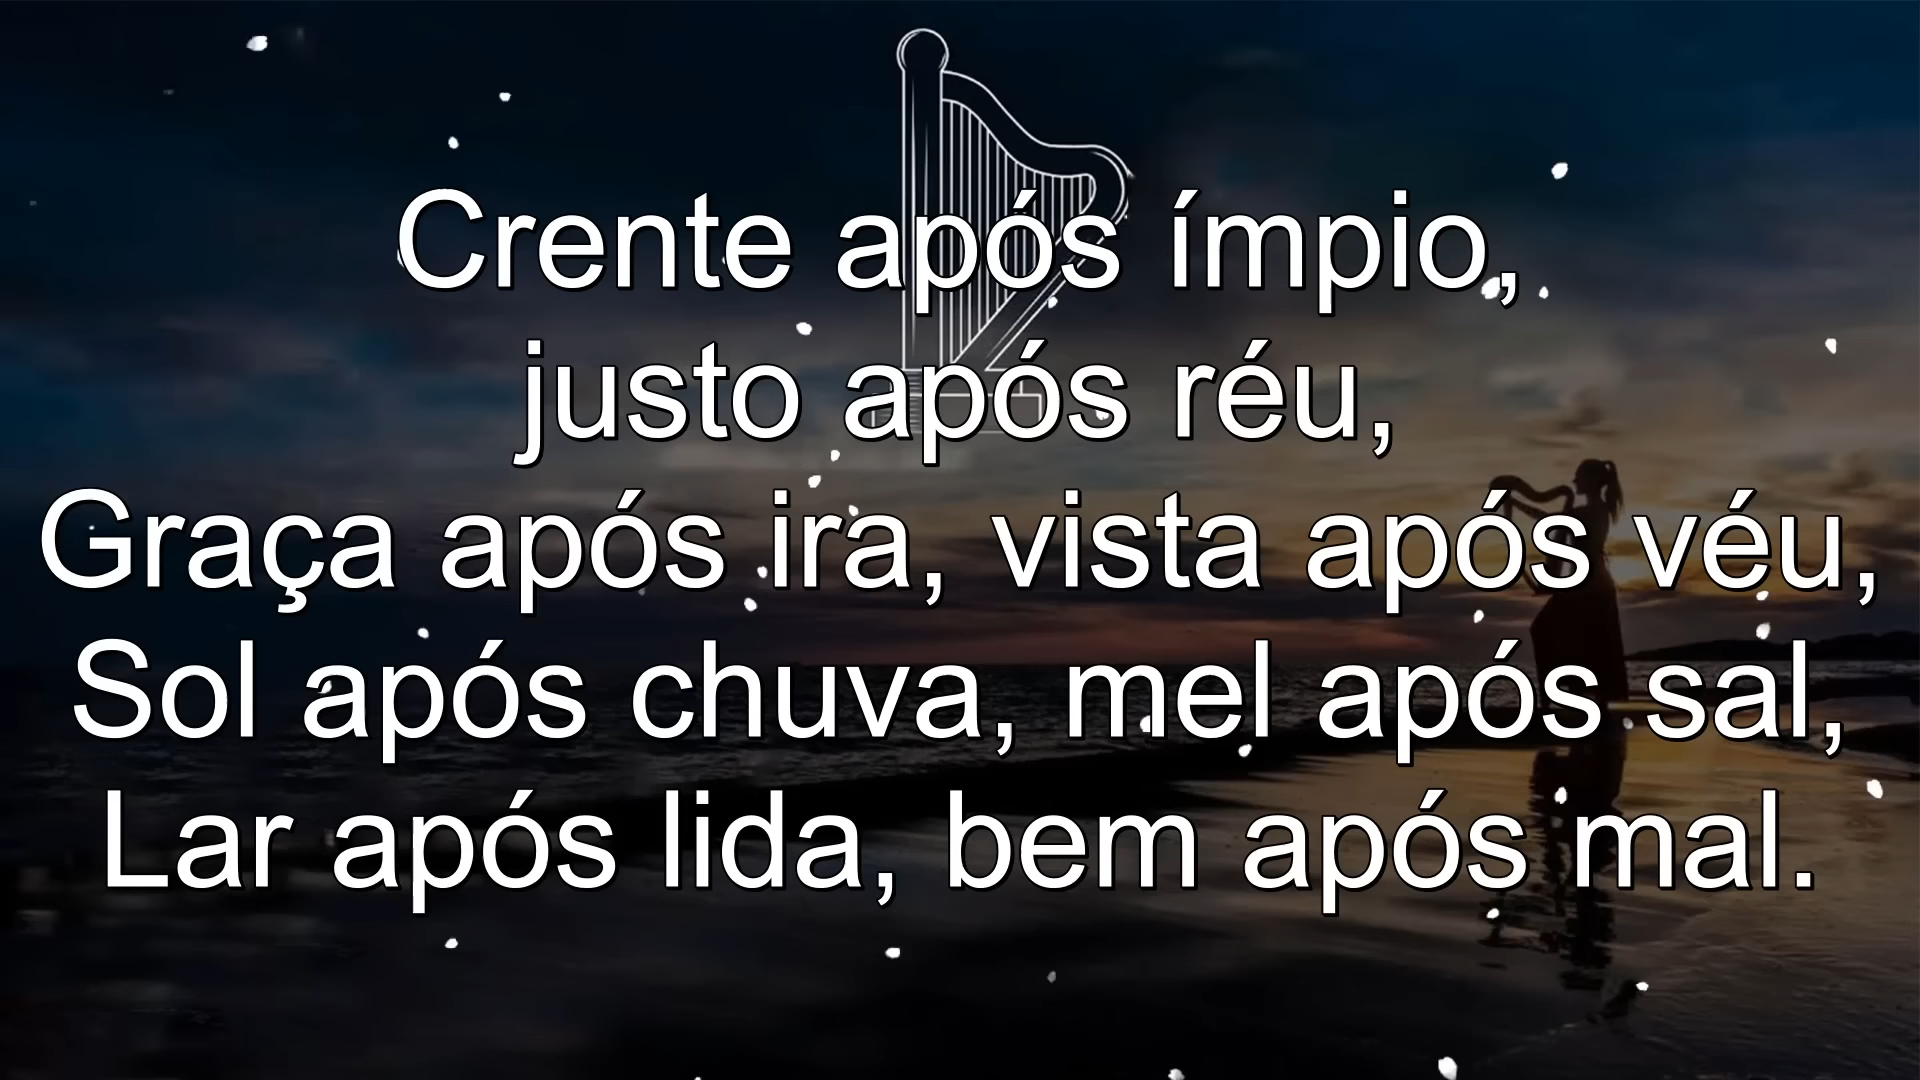 Crente após ímpio,
justo após réu,
Graça após ira, vista após véu,
Sol após chuva, mel após sal,
Lar após lida, bem após mal.